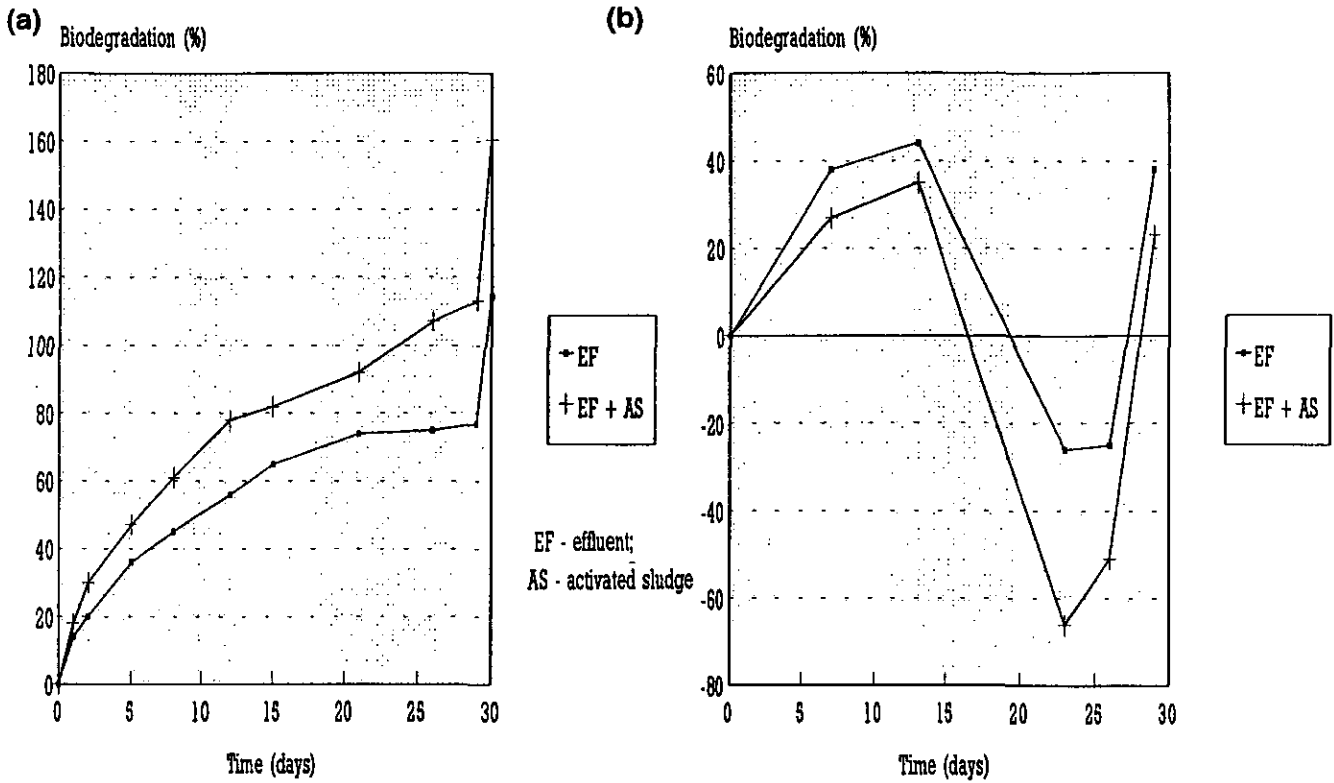 (a)
Biodegradation (%)
180
160
140
120
100
80
60
40
20
0
0 5 10 15 20 25 30
Time (days)
EF
EF + AS
EF - effluent;
AS - activated sludge
(b)
Biodegradation (%)
60
40
20
0
-20
-40
-60
-80
0 5 10 15 20 25 30
Time (days)
EF
EF + AS